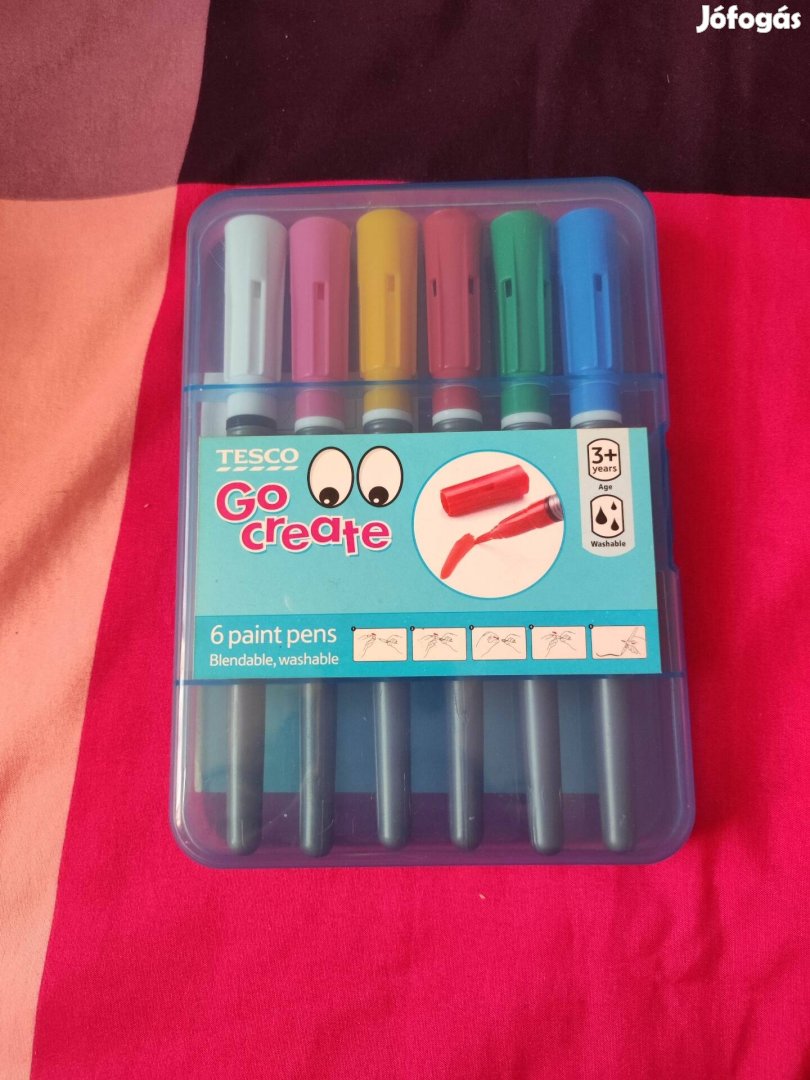 Jófogás
TESCO
Go
create
3+
years
Age
Washable
6 paint pens
Blendable, washable